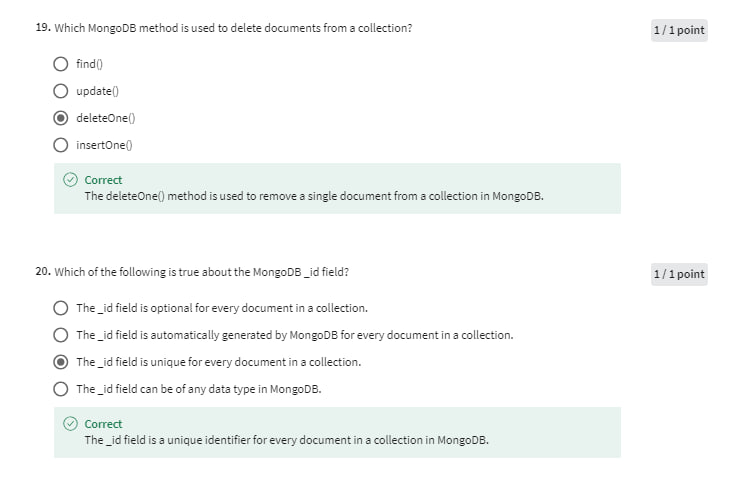 19. Which MongoDB method is used to delete documents from a collection?
1 / 1 point
find()
update()
deleteOne()
insertOne()
Correct
The deleteOne() method is used to remove a single document from a collection in MongoDB.
20. Which of the following is true about the MongoDB _id field?
1 / 1 point
The _id field is optional for every document in a collection.
The _id field is automatically generated by MongoDB for every document in a collection.
The _id field is unique for every document in a collection.
The _id field can be of any data type in MongoDB.
Correct
The _id field is a unique identifier for every document in a collection in MongoDB.